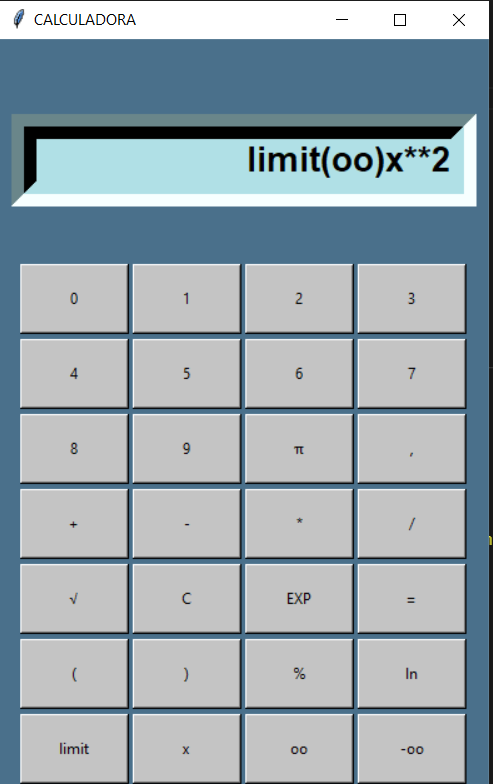 CALCULADORA
limit(oo)x**2
0 1 2 3
4 5 6 7
8 9 π ,
+ - * /
√ C EXP =
( ) % ln
limit x oo -oo